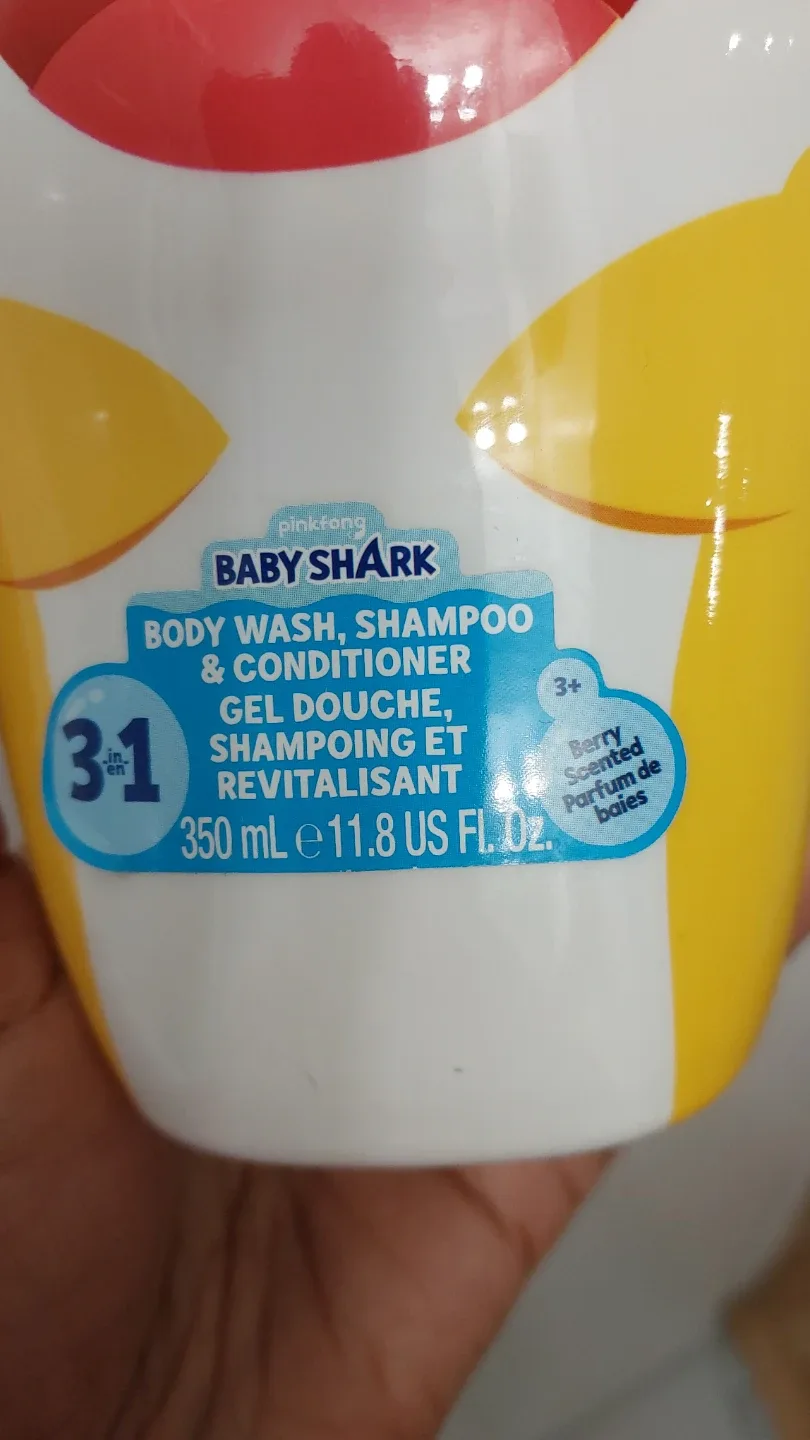 pinkfong
BABY SHARK
BODY WASH, SHAMPOO
& CONDITIONER
GEL DOUCHE,
SHAMPOING ET
REVITALISANT
350 mL ℮ 11.8 US Fl. Oz.
3 -in- en 1
3+
Berry
Scented
Parfum de
baies